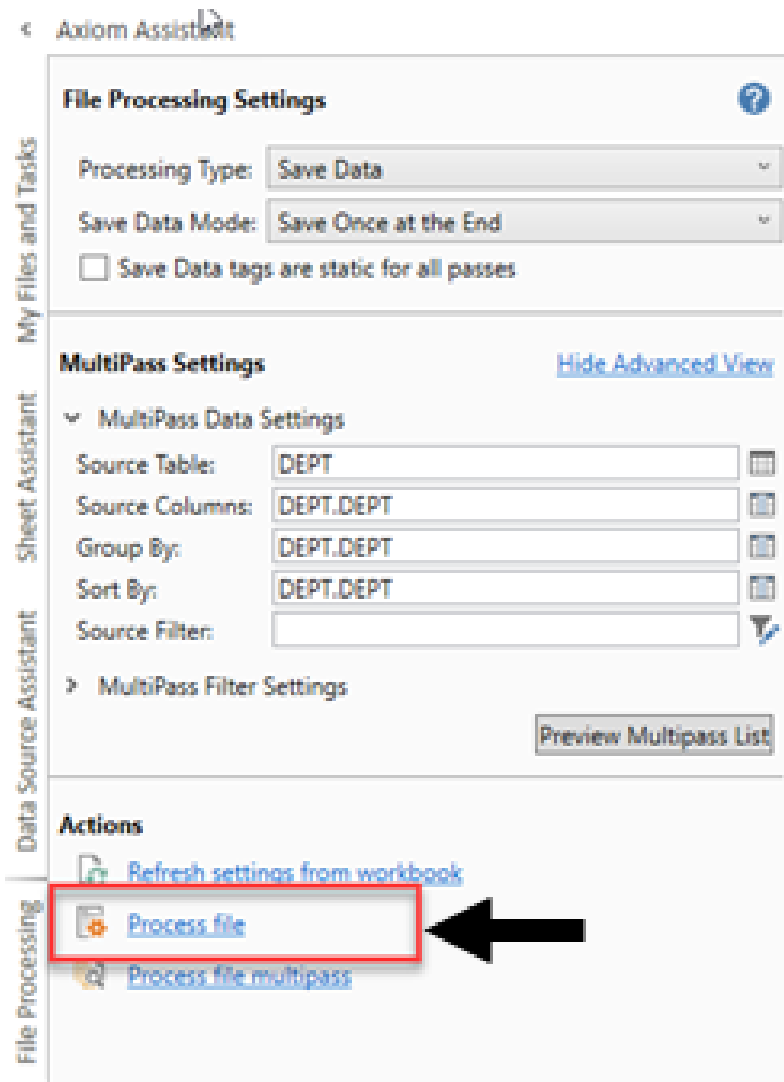 Axiom Assistant
File Processing Settings
Processing Type: Save Data
Save Data Mode: Save Once at the End
Save Data tags are static for all passes
MultiPass Settings Hide Advanced View
MultiPass Data Settings
Source Table: DEPT
Source Columns: DEPT.DEPT
Group By: DEPT.DEPT
Sort By: DEPT.DEPT
Source Filter:
MultiPass Filter Settings
Preview Multipass List
Actions
Refresh settings from workbook
Process file
Process file multipass
My Files and Tasks
Sheet Assistant
Data Source Assistant
File Processing